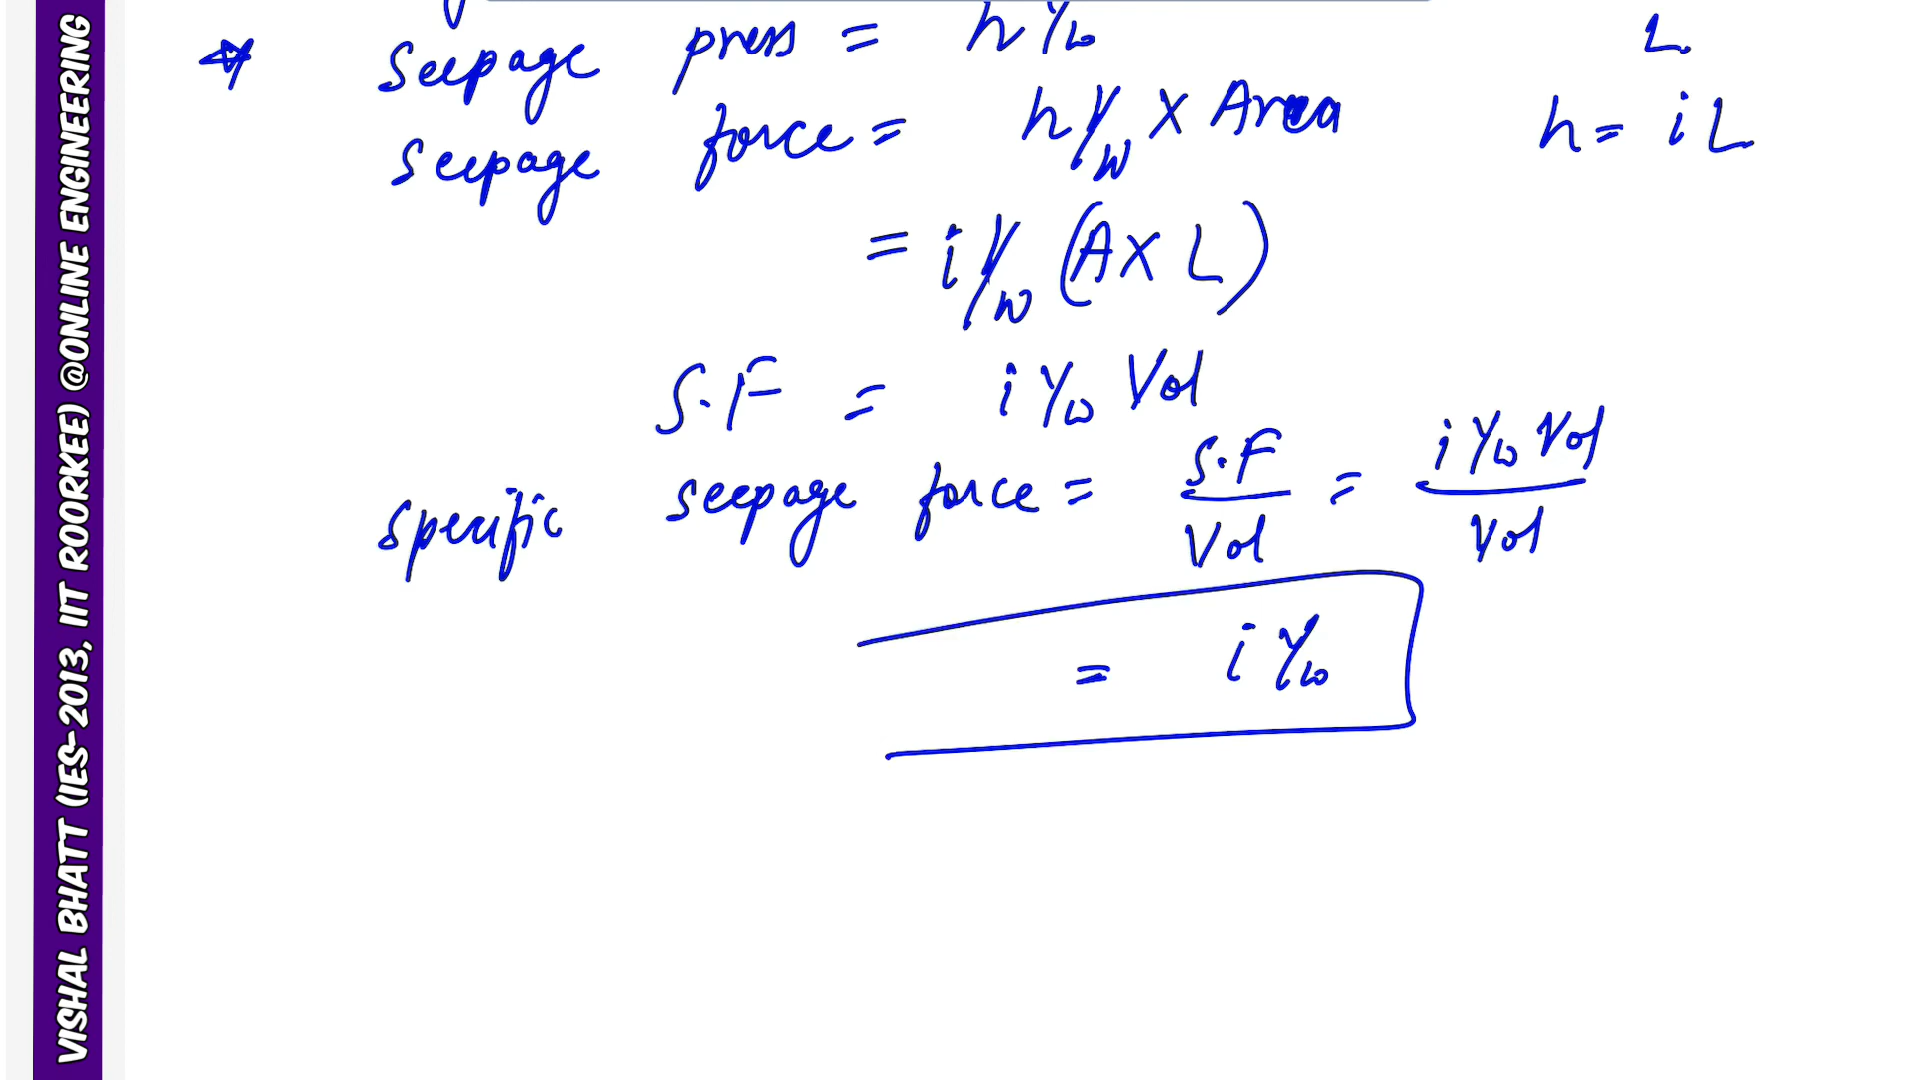 VISHAL BHATT (IES-2013, IIT ROORKEE) @ONLINE ENGINEERING
L
Seepage press = hγw
Seepage force = hγw × Area
h = iL
= iγw (A × L)
S.F = iγw Vol
specific seepage force = S.F / Vol = iγw Vol / Vol
= iγw